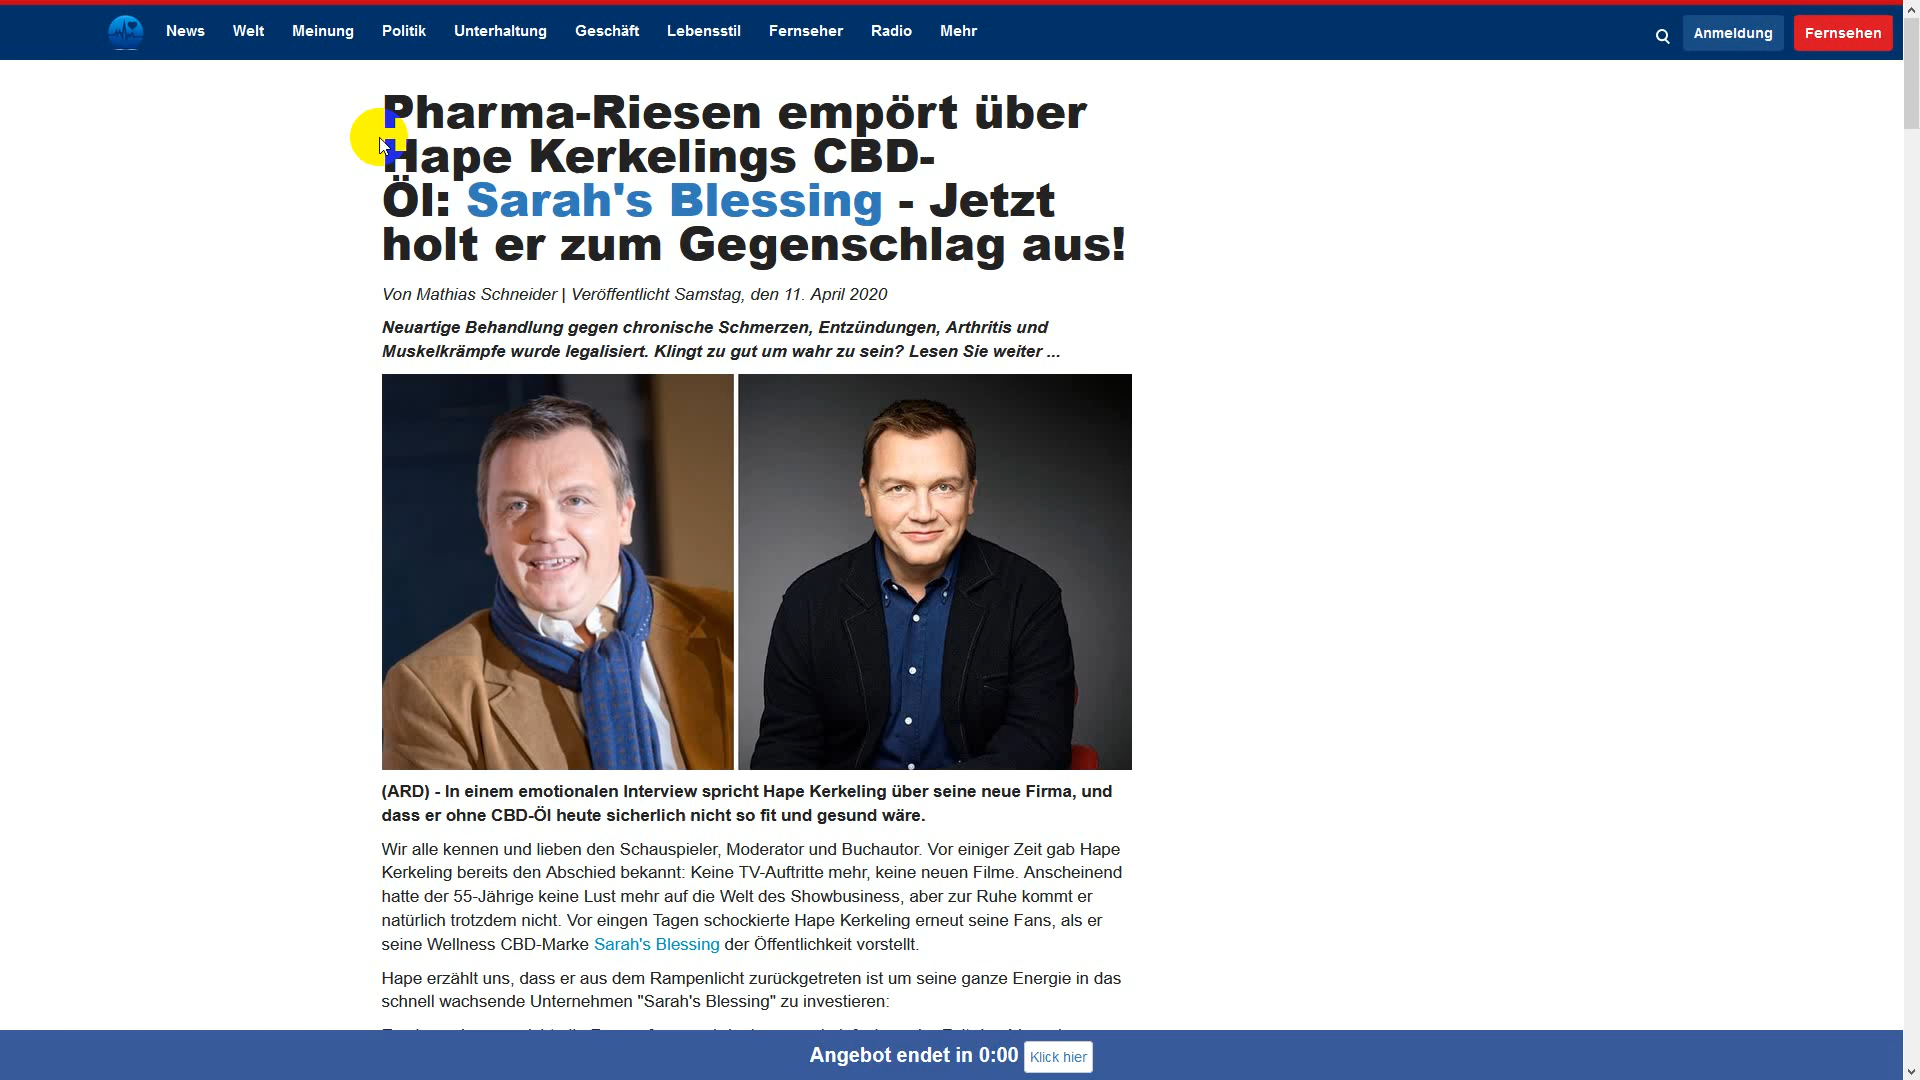 News Welt Meinung Politik Unterhaltung Geschäft Lebensstil Fernseher Radio Mehr Anmeldung Fernsehen
Pharma-Riesen empört über
Hape Kerkelings CBD-
Öl: Sarah's Blessing - Jetzt
holt er zum Gegenschlag aus!
Von Mathias Schneider | Veröffentlicht Samstag, den 11. April 2020
Neuartige Behandlung gegen chronische Schmerzen, Entzündungen, Arthritis und
Muskelkrämpfe wurde legalisiert. Klingt zu gut um wahr zu sein? Lesen Sie weiter ...
(ARD) - In einem emotionalen Interview spricht Hape Kerkeling über seine neue Firma, und
dass er ohne CBD-Öl heute sicherlich nicht so fit und gesund wäre.
Wir alle kennen und lieben den Schauspieler, Moderator und Buchautor. Vor einiger Zeit gab Hape
Kerkeling bereits den Abschied bekannt: Keine TV-Auftritte mehr, keine neuen Filme. Anscheinend
hatte der 55-Jährige keine Lust mehr auf die Welt des Showbusiness, aber zur Ruhe kommt er
natürlich trotzdem nicht. Vor eingen Tagen schockierte Hape Kerkeling erneut seine Fans, als er
seine Wellness CBD-Marke Sarah's Blessing der Öffentlichkeit vorstellt.
Hape erzählt uns, dass er aus dem Rampenlicht zurückgetreten ist um seine ganze Energie in das
schnell wachsende Unternehmen "Sarah's Blessing" zu investieren:
Angebot endet in 0:00 Klick hier